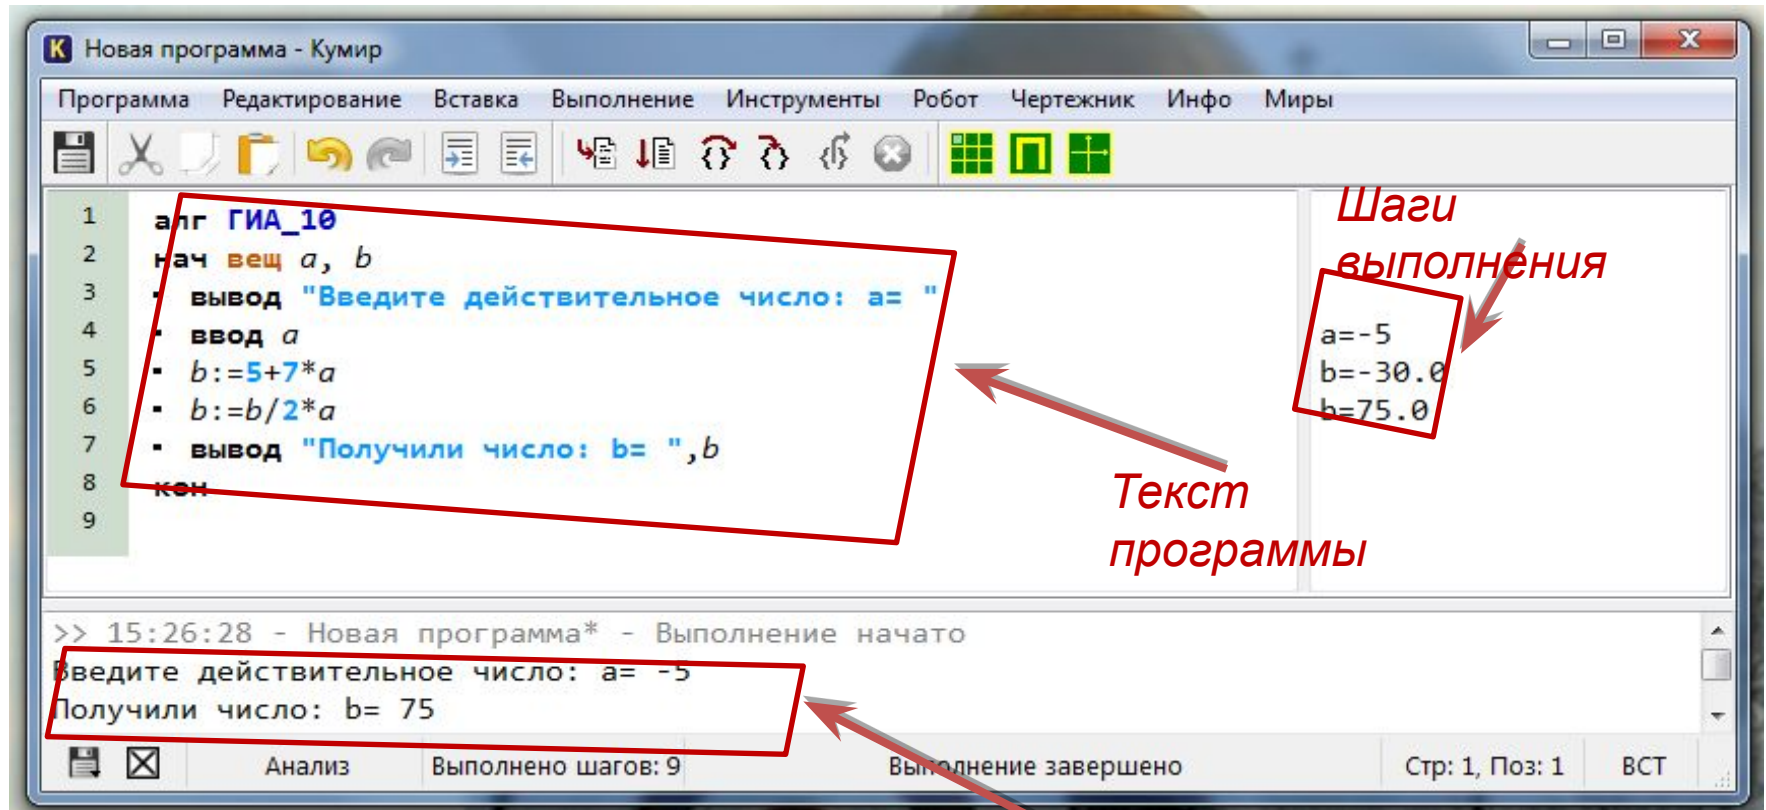 Новая программа - Кумир
Программа Редактирование Вставка Выполнение Инструменты Робот Чертежник Инфо Миры
1 алг ГИА_10
2 нач вещ a, b
3 вывод "Введите действительное число: a= "
4 ввод a
5 b:=5+7*a
6 b:=b/2*a
7 вывод "Получили число: b= ",b
8 кон
9
Шаги
выполнения
a=-5
b=-30.0
b=75.0
Текст
программы
>> 15:26:28 - Новая программа* - Выполнение начато
Введите действительное число: a= -5
Получили число: b= 75
Анализ Выполнено шагов: 9 Выполнение завершено Стр: 1, Поз: 1 ВСТ